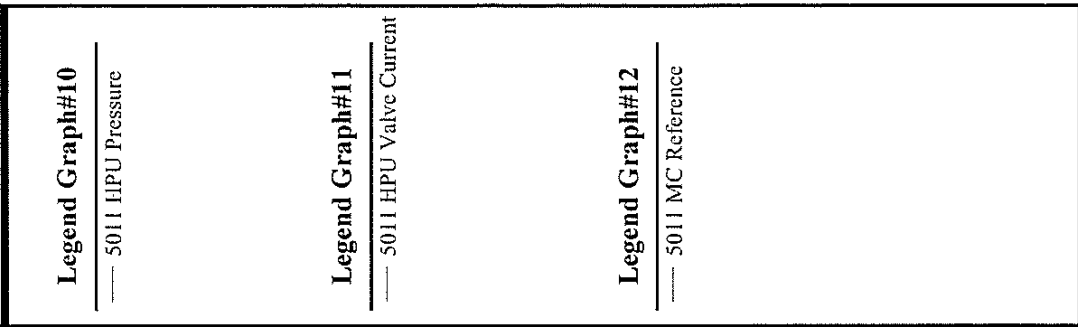 Legend Graph#10
5011 HPU Pressure
Legend Graph#11
5011 HPU Valve Current
Legend Graph#12
5011 MC Reference